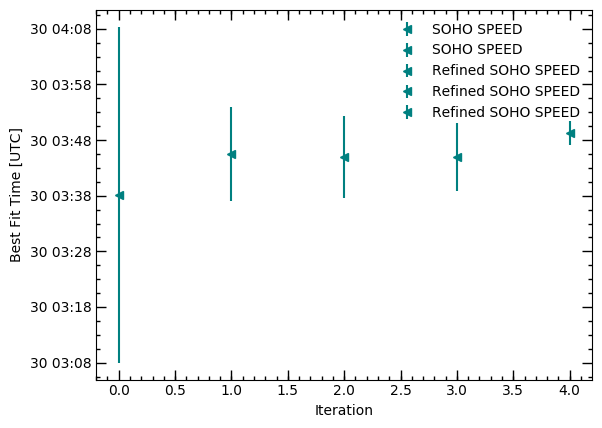 SOHO SPEED
SOHO SPEED
Refined SOHO SPEED
Refined SOHO SPEED
Refined SOHO SPEED
Best Fit Time [UTC]
30 04:08
30 03:58
30 03:48
30 03:38
30 03:28
30 03:18
30 03:08
0.0 0.5 1.0 1.5 2.0 2.5 3.0 3.5 4.0
Iteration